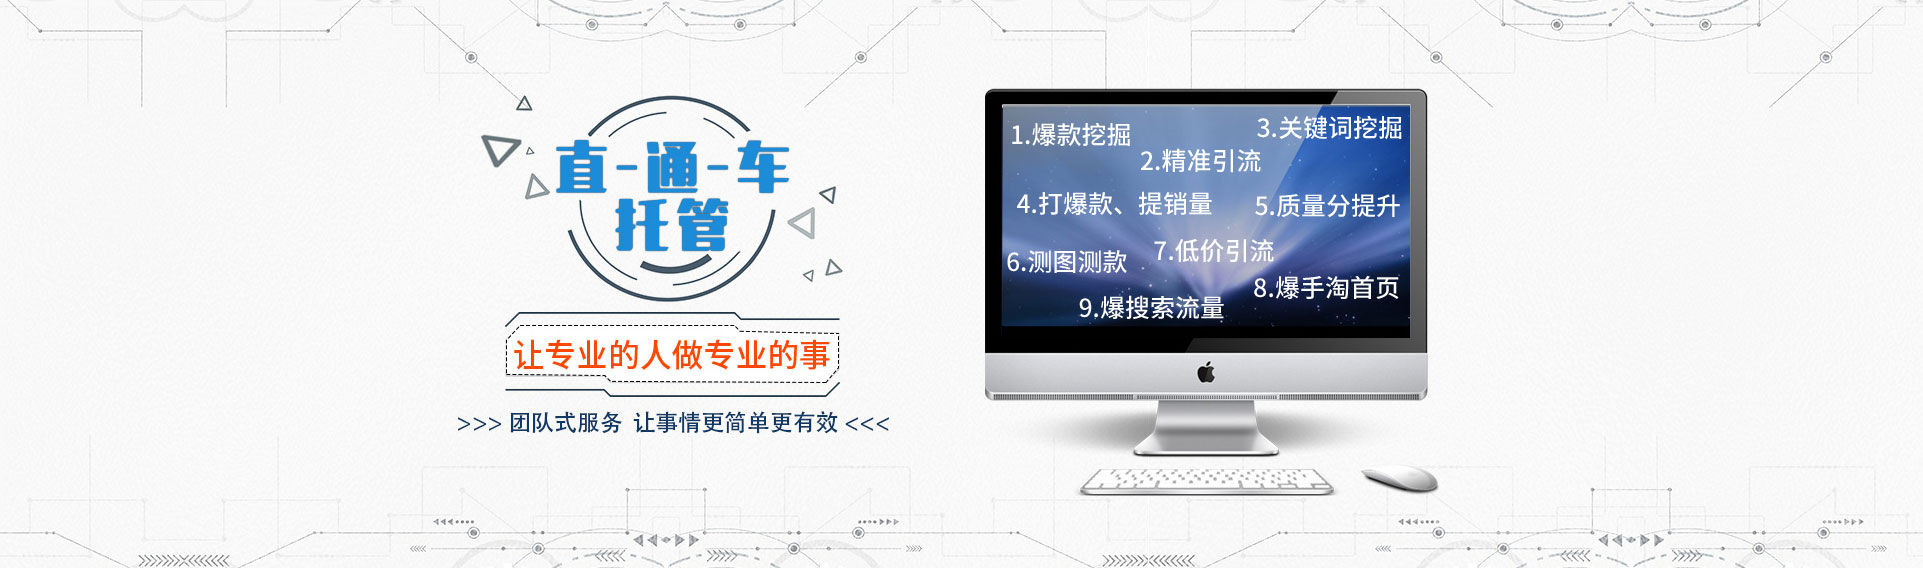 直-通-车
托管
让专业的人做专业的事
>>> 团队式服务 让事情更简单更有效 <<<
1.爆款挖掘
3.关键词挖掘
2.精准引流
4.打爆款、提销量
5.质量分提升
7.低价引流
6.测图测款
8.爆手淘首页
9.爆搜索流量